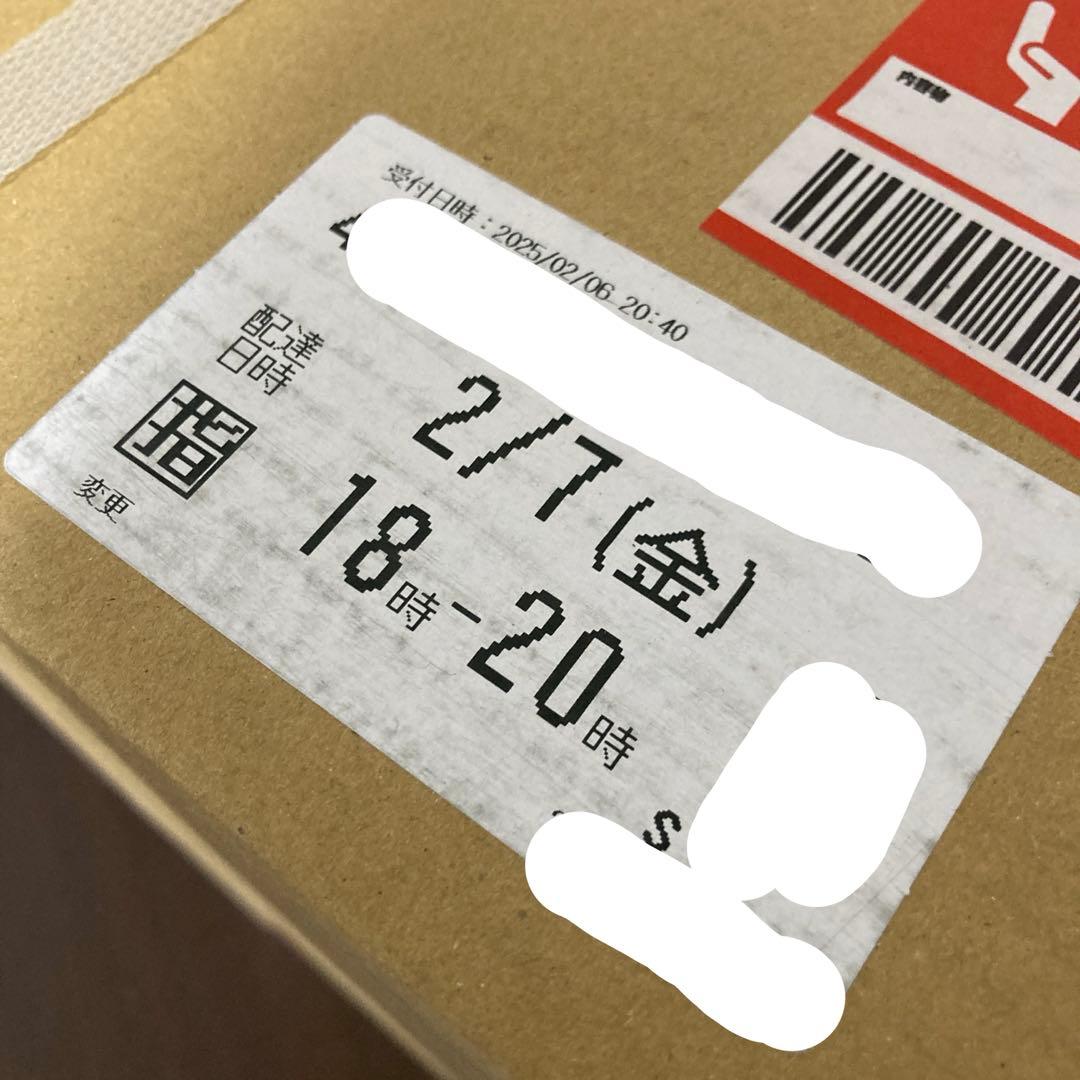 内容物
受付日時：2025/02/06 20:40
配達
日時
2/7(金)
指
18時-20時
変更
S